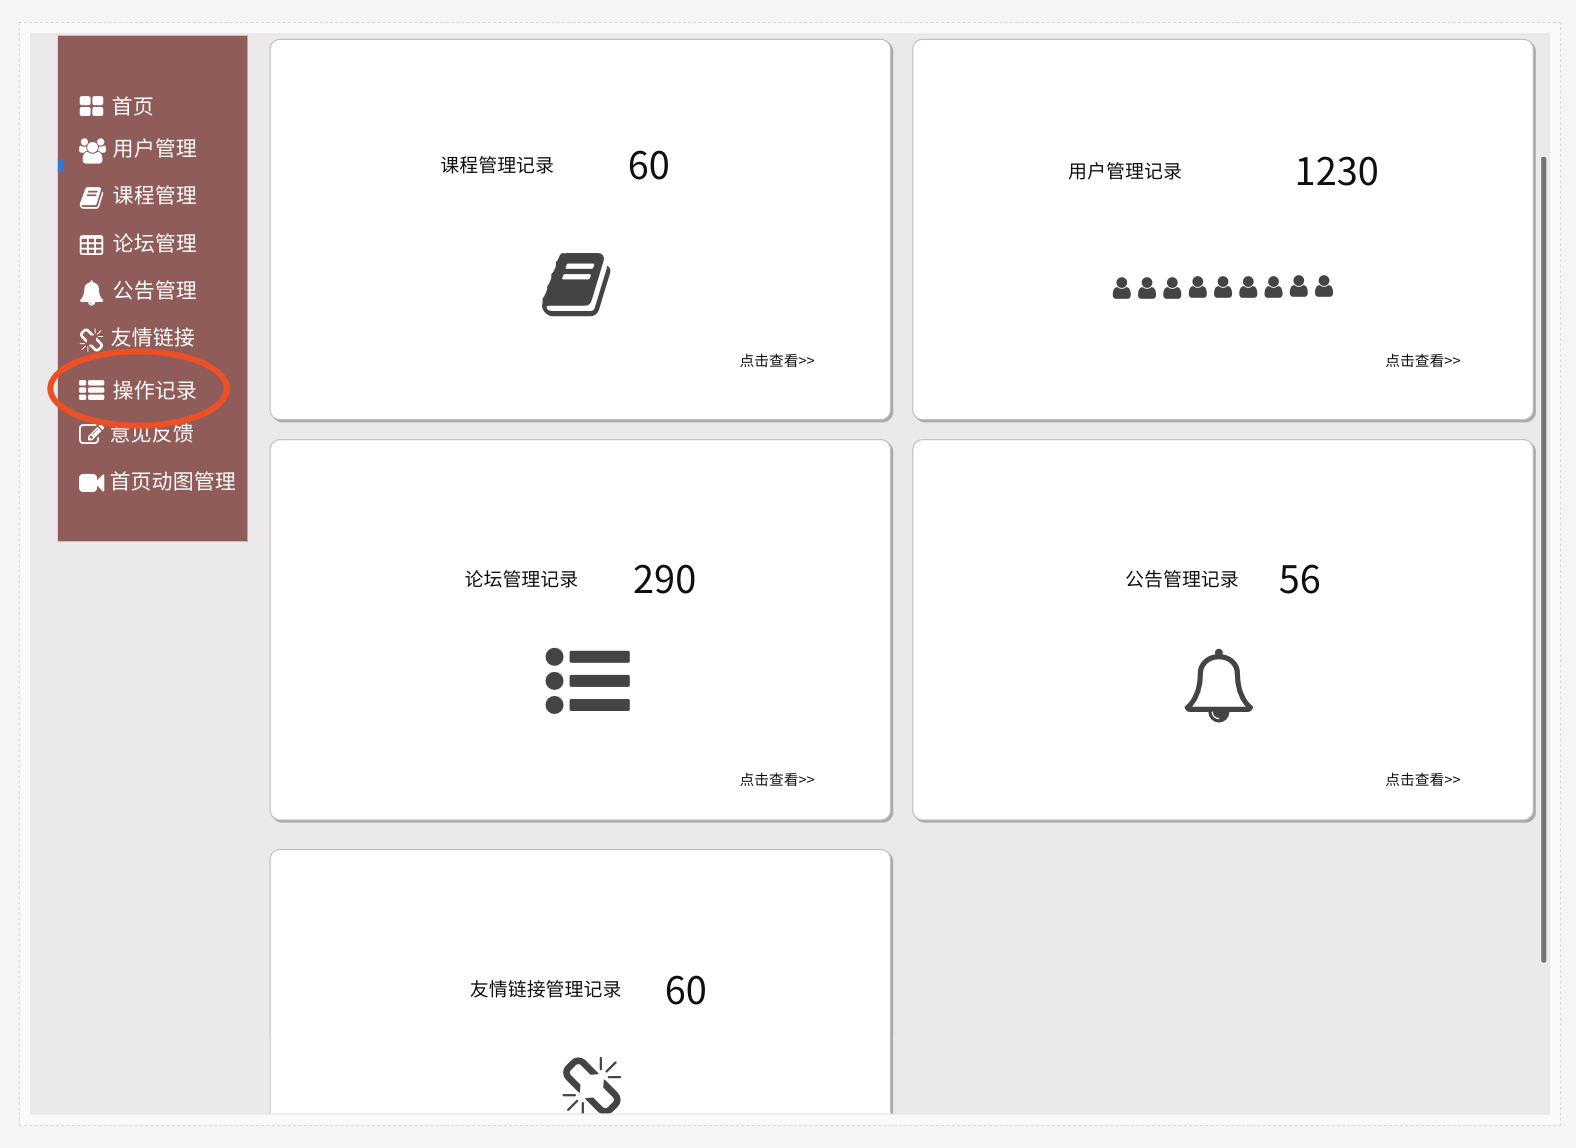 首页
用户管理
课程管理
论坛管理
公告管理
友情链接
操作记录
意见反馈
首页动图管理
课程管理记录 60
点击查看>>
用户管理记录 1230
点击查看>>
论坛管理记录 290
点击查看>>
公告管理记录 56
点击查看>>
友情链接管理记录 60